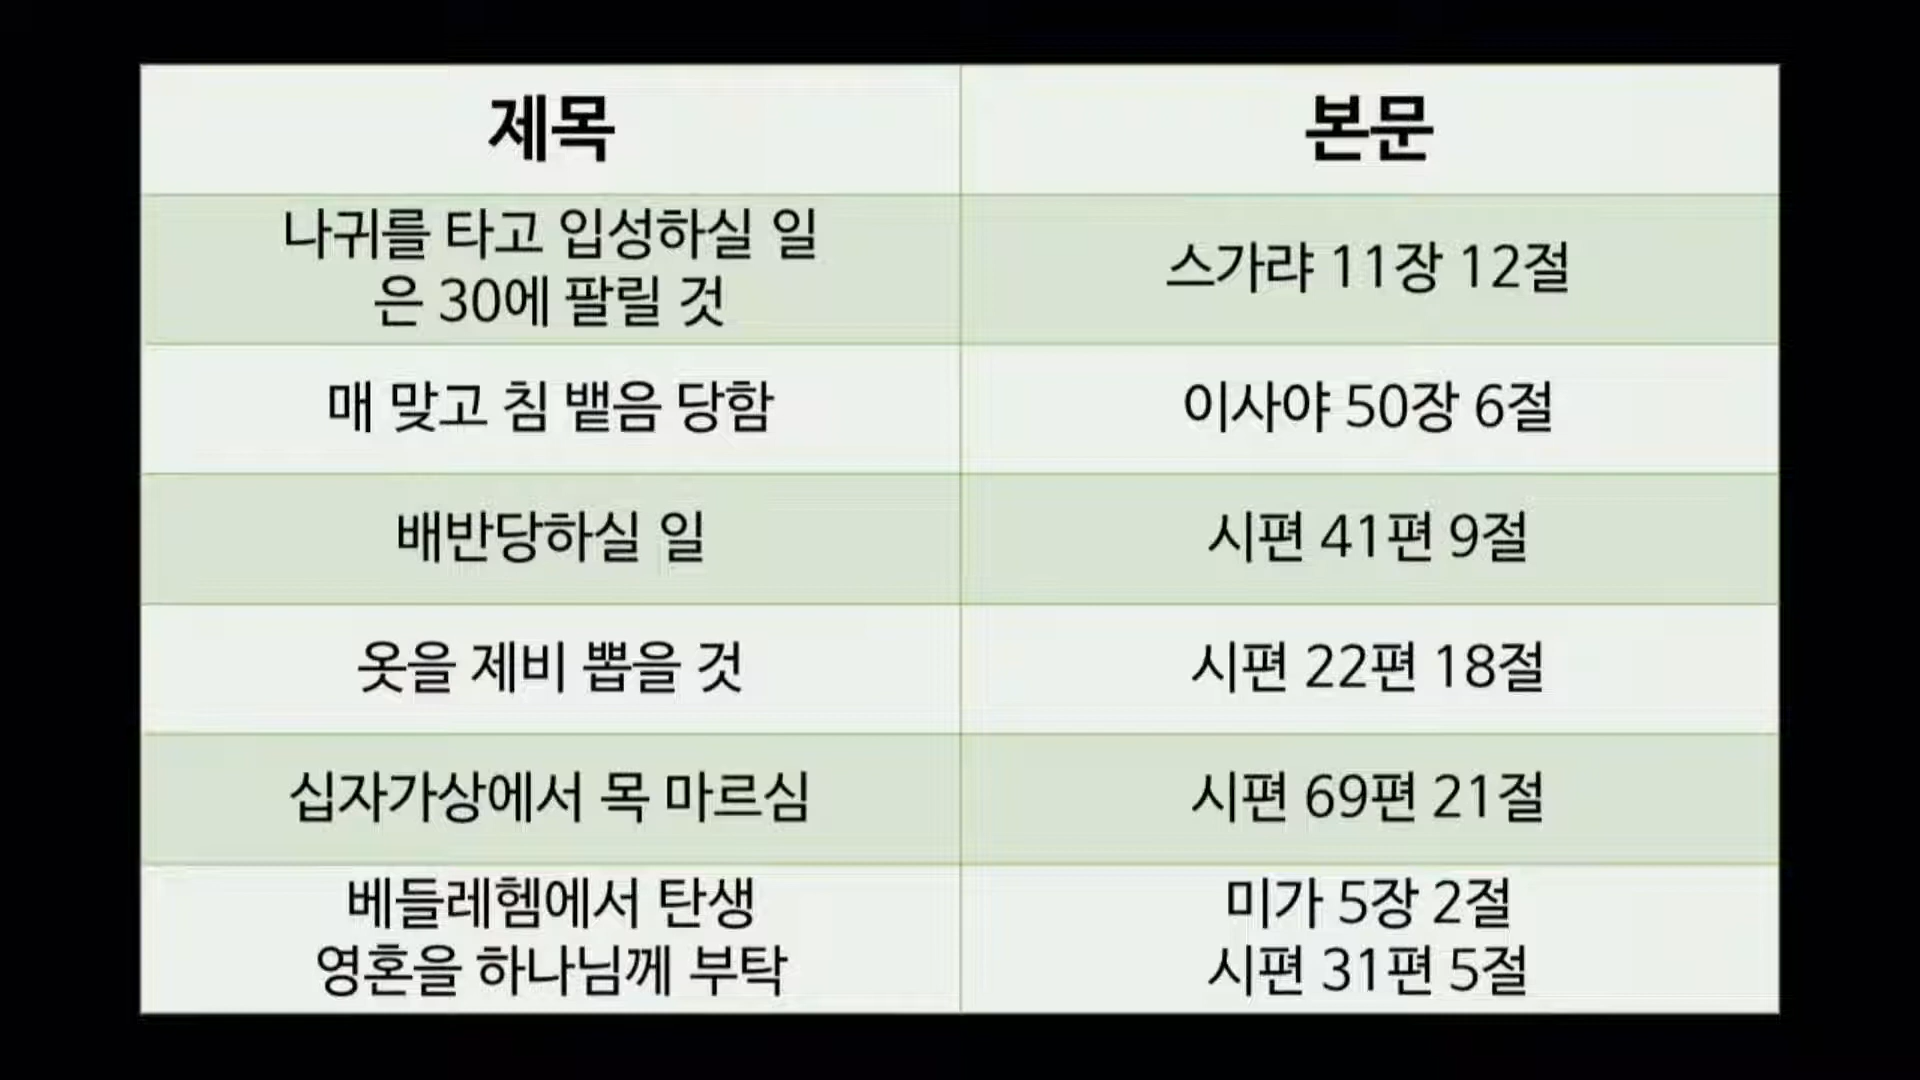 제목 본문
나귀를 타고 입성하실 일
은 30에 팔릴 것
스가랴 11장 12절
매 맞고 침 뱉음 당함 이사야 50장 6절
배반당하실 일 시편 41편 9절
옷을 제비 뽑을 것 시편 22편 18절
십자가상에서 목 마르심 시편 69편 21절
베들레헴에서 탄생 미가 5장 2절
영혼을 하나님께 부탁 시편 31편 5절